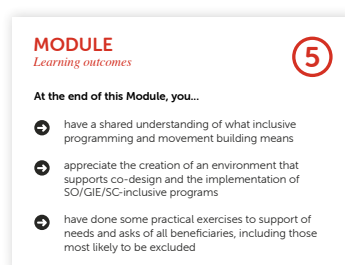 MODULE
5
Learning outcomes
At the end of this Module, you...
have a shared understanding of what inclusive
programming and movement building means
appreciate the creation of an environment that
supports co-design and the implementation of
SO/GIE/SC-inclusive programs
have done some practical exercises to support of
needs and asks of all beneficiaries, including those
most likely to be excluded